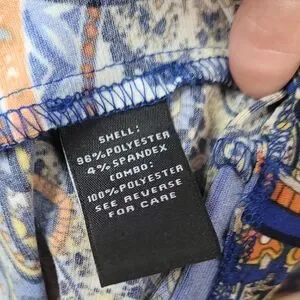 SHELL:
96%POLYESTER
4%SPANDEX
COMBO:
100%POLYESTER
SEE REVERSE
FOR CARE